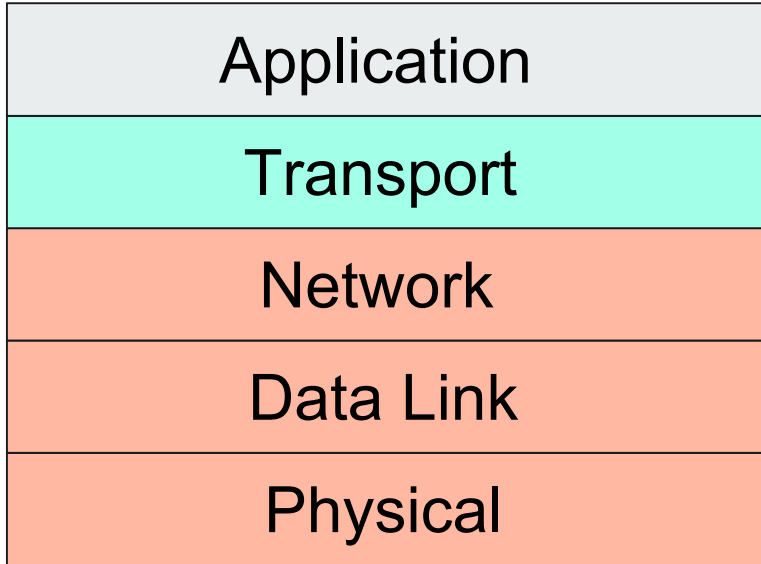 Application
Transport
Network
Data Link
Physical